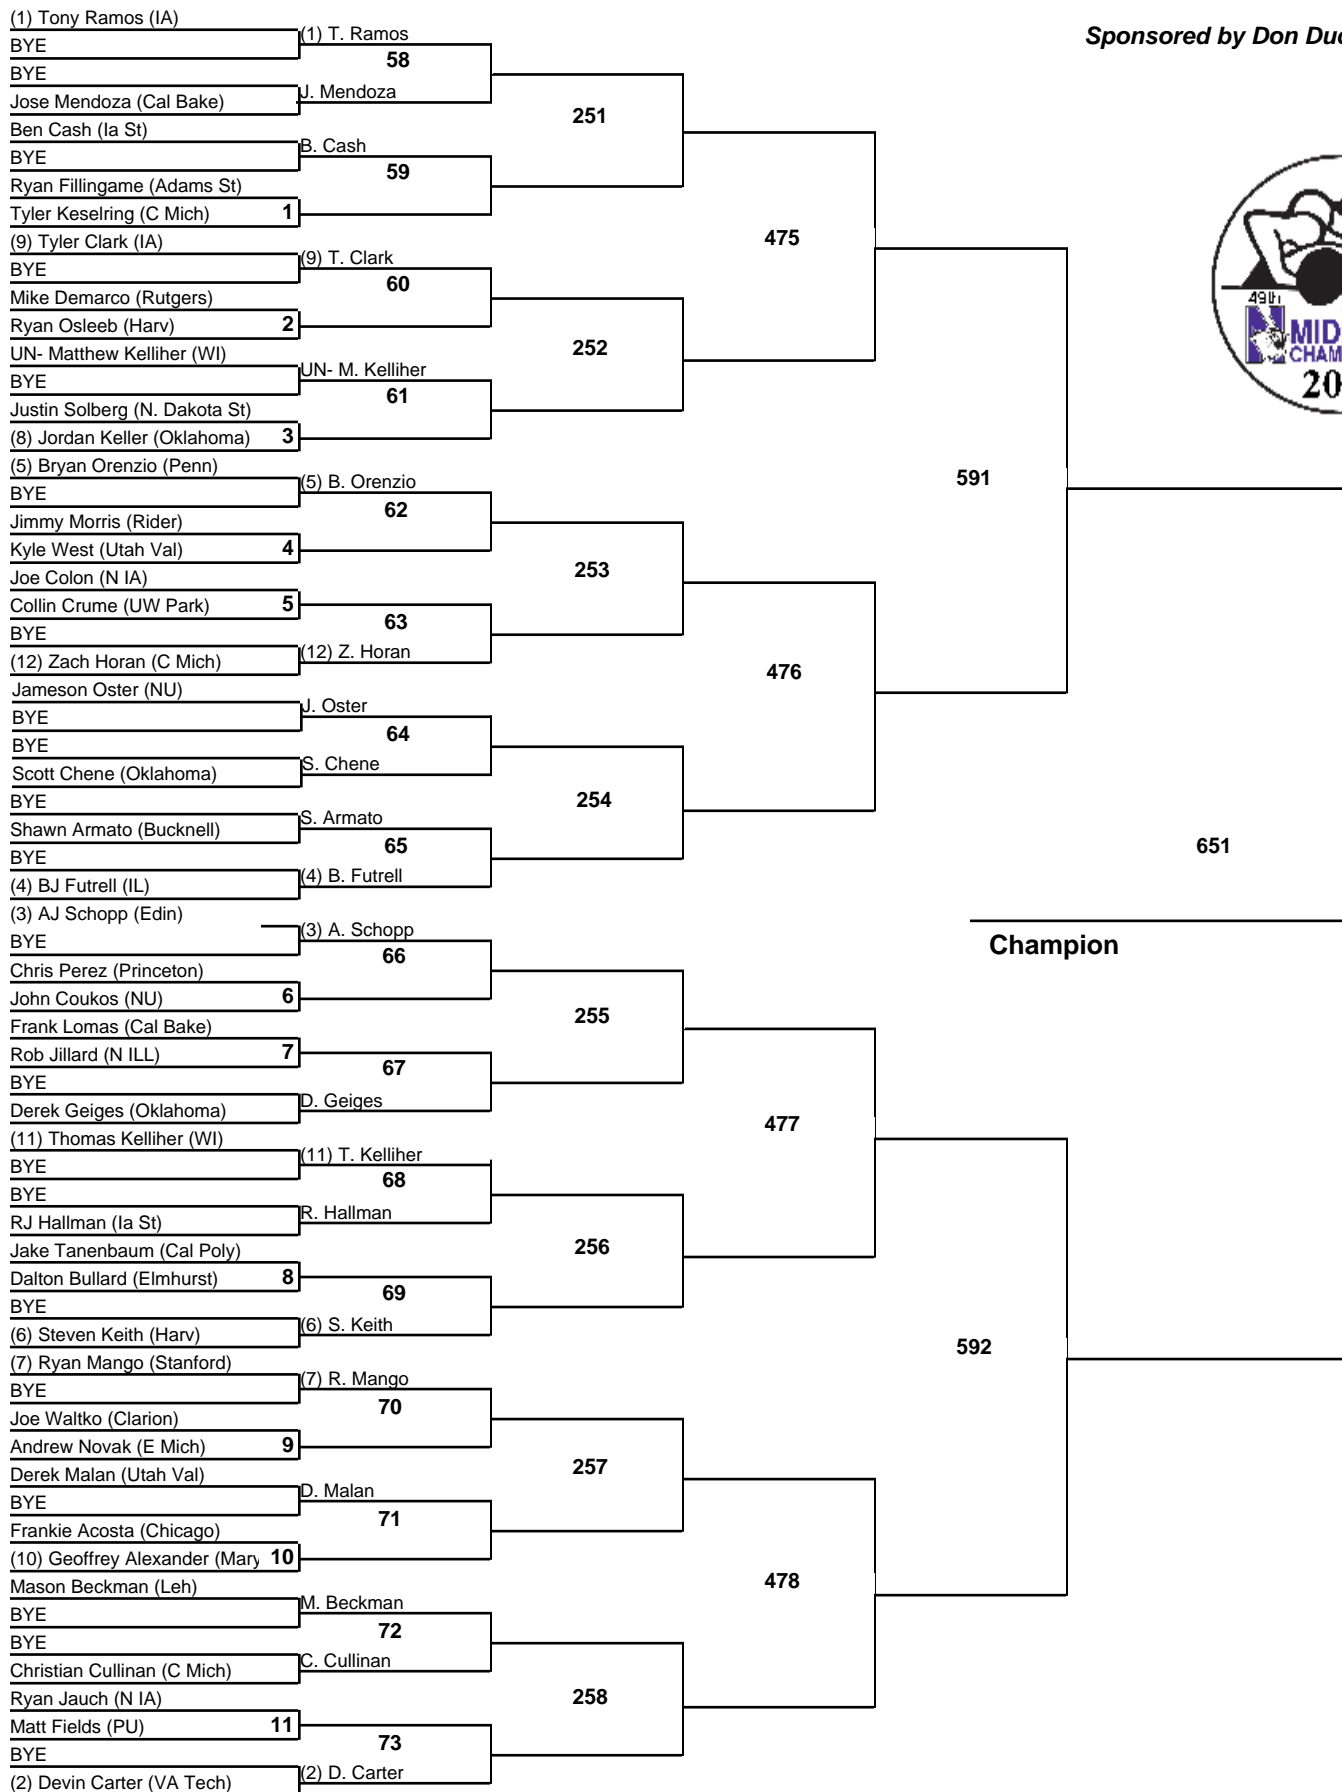 (1) Tony Ramos (IA)
BYE
BYE
Jose Mendoza (Cal Bake)
Ben Cash (Ia St)
BYE
Ryan Fillingame (Adams St)
Tyler Keselring (C Mich) 1
(9) Tyler Clark (IA)
BYE
Mike Demarco (Rutgers)
Ryan Osleeb (Harv) 2
UN- Matthew Kelliher (WI)
BYE
Justin Solberg (N. Dakota St)
(8) Jordan Keller (Oklahoma) 3
(5) Bryan Orenzio (Penn)
BYE
Jimmy Morris (Rider)
Kyle West (Utah Val) 4
Joe Colon (N IA)
Collin Crume (UW Park) 5
BYE
(12) Zach Horan (C Mich)
Jameson Oster (NU)
BYE
BYE
Scott Chene (Oklahoma)
BYE
Shawn Armato (Bucknell)
BYE
(4) BJ Futrell (IL)
(3) AJ Schopp (Edin)
BYE
Chris Perez (Princeton)
John Coukos (NU) 6
Frank Lomas (Cal Bake)
Rob Jillard (N ILL) 7
BYE
Derek Geiges (Oklahoma)
(11) Thomas Kelliher (WI)
BYE
BYE
RJ Hallman (Ia St)
Jake Tanenbaum (Cal Poly)
Dalton Bullard (Elmhurst) 8
BYE
(6) Steven Keith (Harv)
(7) Ryan Mango (Stanford)
BYE
Joe Waltko (Clarion)
Andrew Novak (E Mich) 9
Derek Malan (Utah Val)
BYE
Frankie Acosta (Chicago)
(10) Geoffrey Alexander (Mary 10
Mason Beckman (Leh)
BYE
BYE
Christian Cullinan (C Mich)
Ryan Jauch (N IA)
Matt Fields (PU) 11
BYE
(2) Devin Carter (VA Tech)
(1) T. Ramos
58
J. Mendoza
B. Cash
59
(9) T. Clark
60
UN- M. Kelliher
61
(5) B. Orenzio
62
63
(12) Z. Horan
J. Oster
64
S. Chene
S. Armato
65
(4) B. Futrell
(3) A. Schopp
66
67
D. Geiges
(11) T. Kelliher
68
R. Hallman
69
(6) S. Keith
(7) R. Mango
70
D. Malan
71
M. Beckman
72
C. Cullinan
73
(2) D. Carter
251
252
253
254
255
256
257
258
475
476
477
478
591
592
651
Champion
Sponsored by Don Du
49th
N
MID
CHAM
20